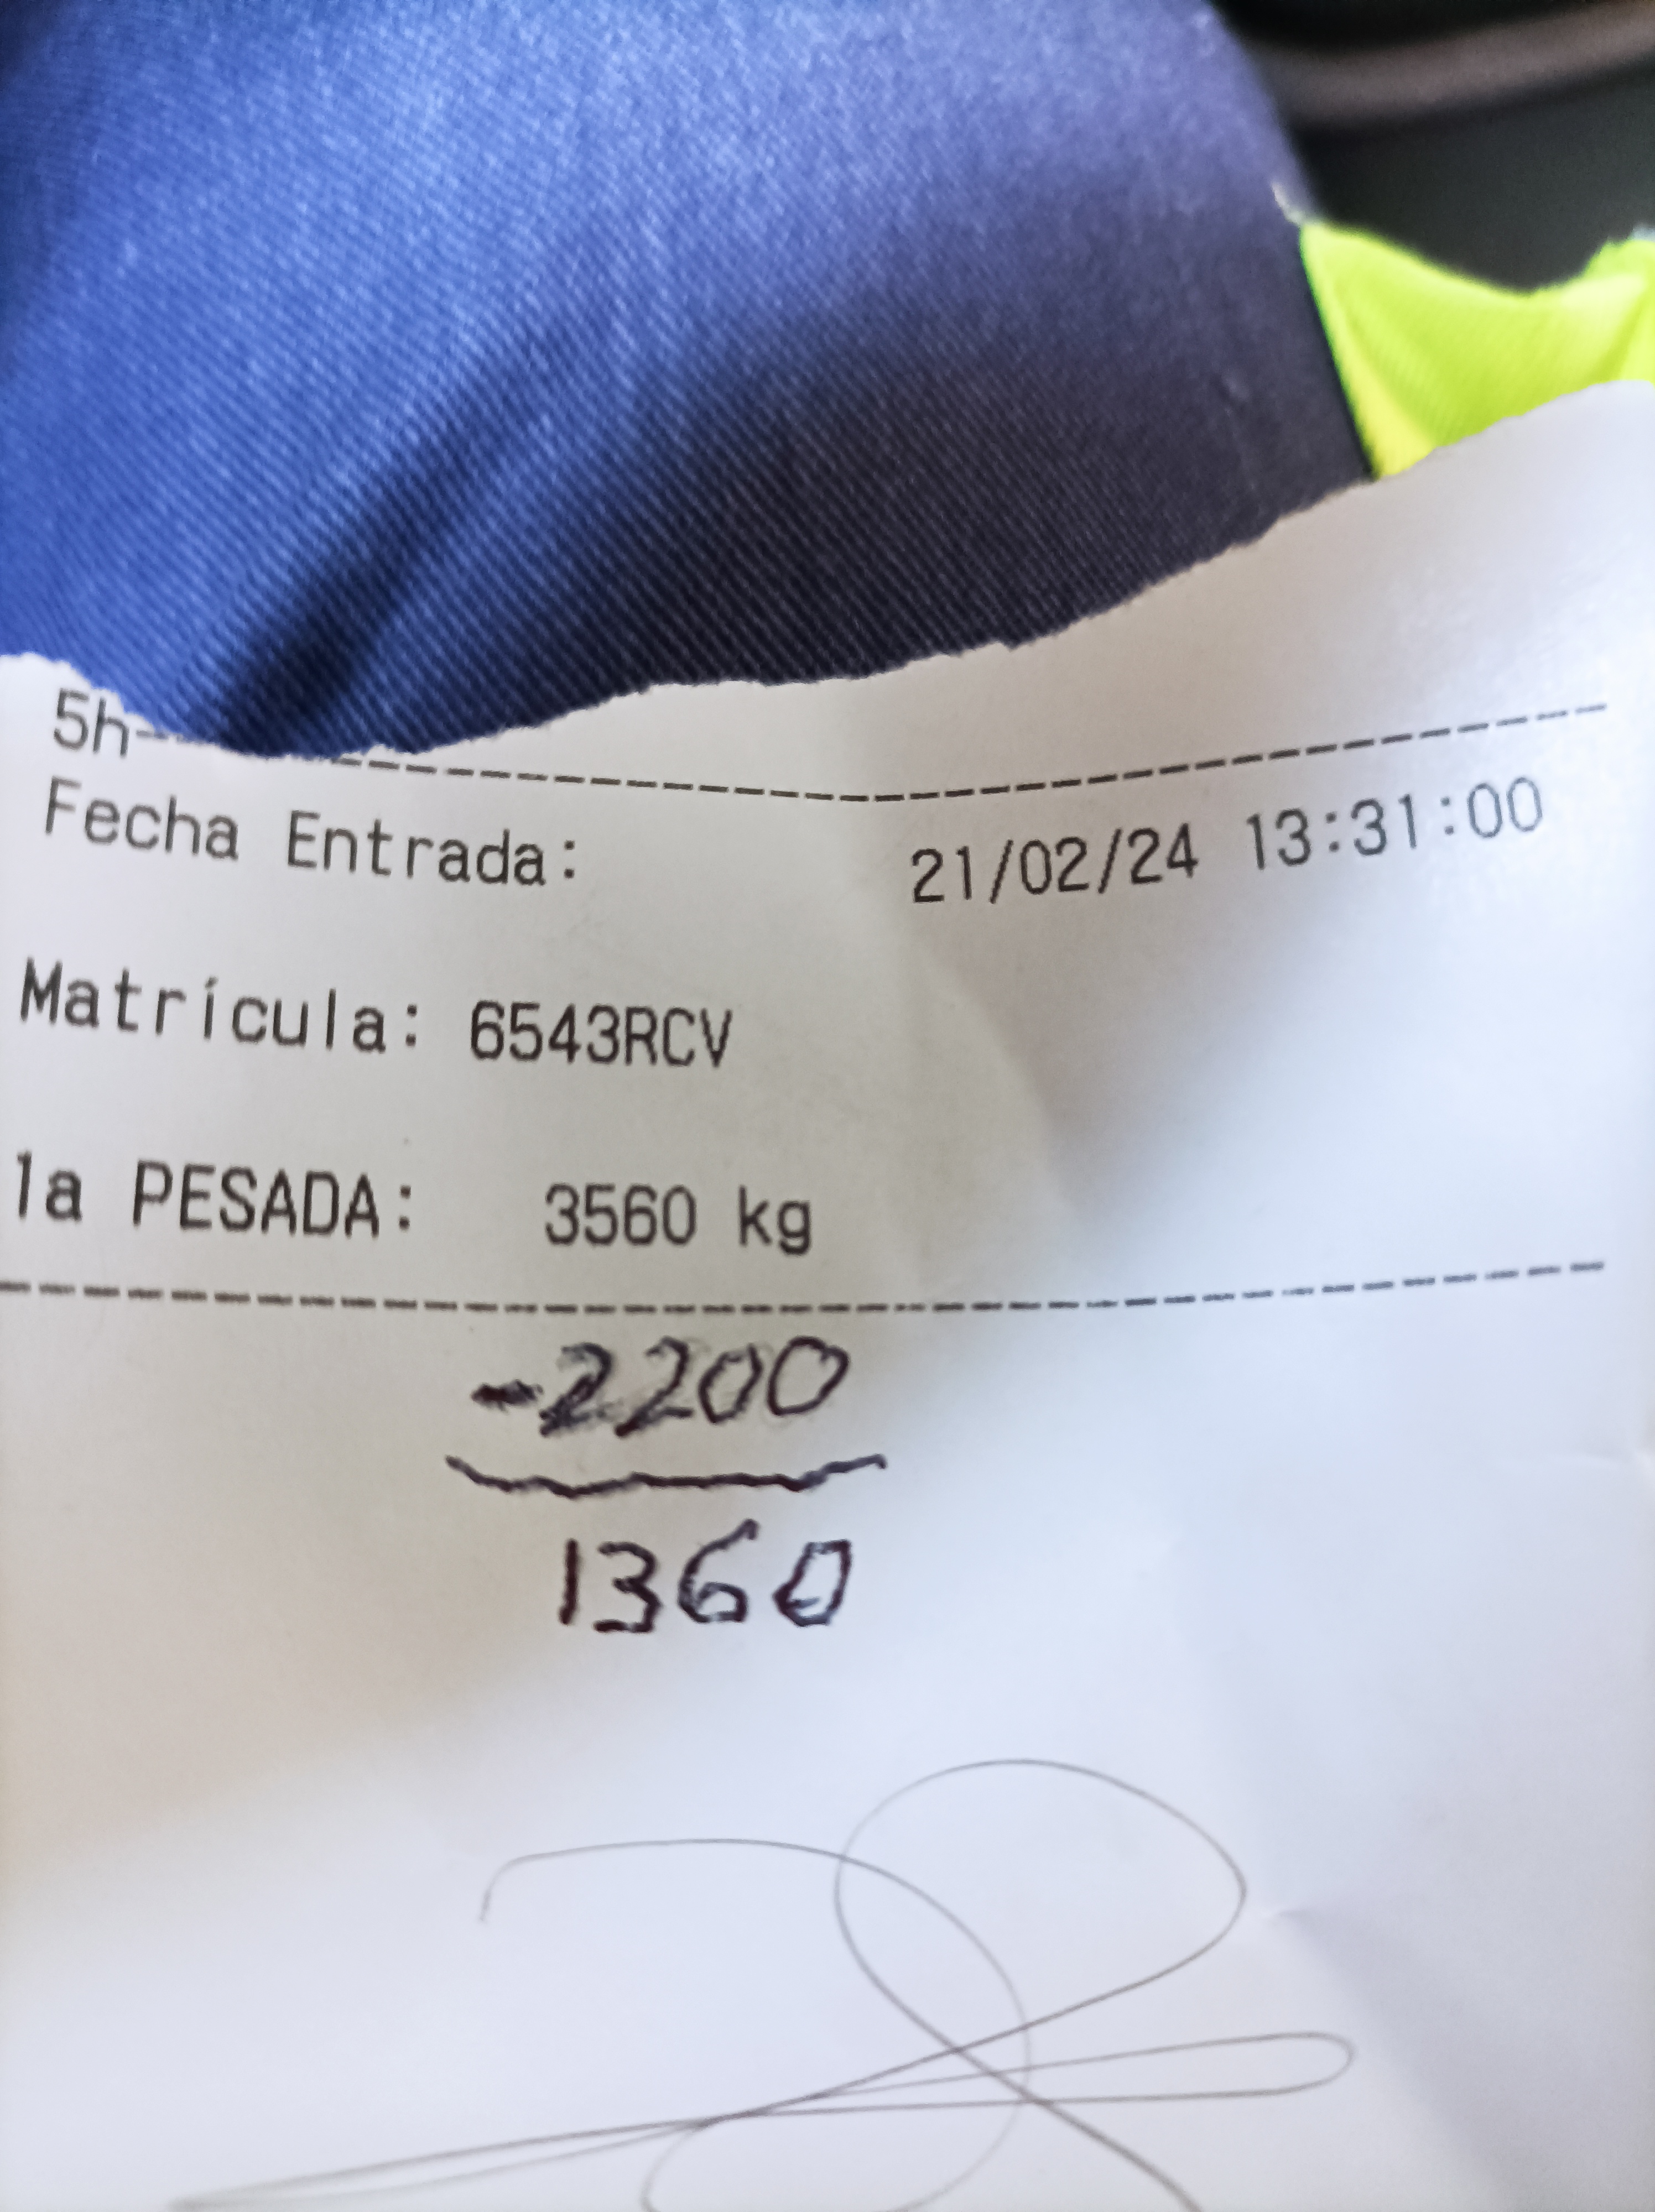 5h-
Fecha Entrada: 21/02/24 13:31:00
Matrícula: 6543RCV
1a PESADA: 3560 kg
-2200
1360